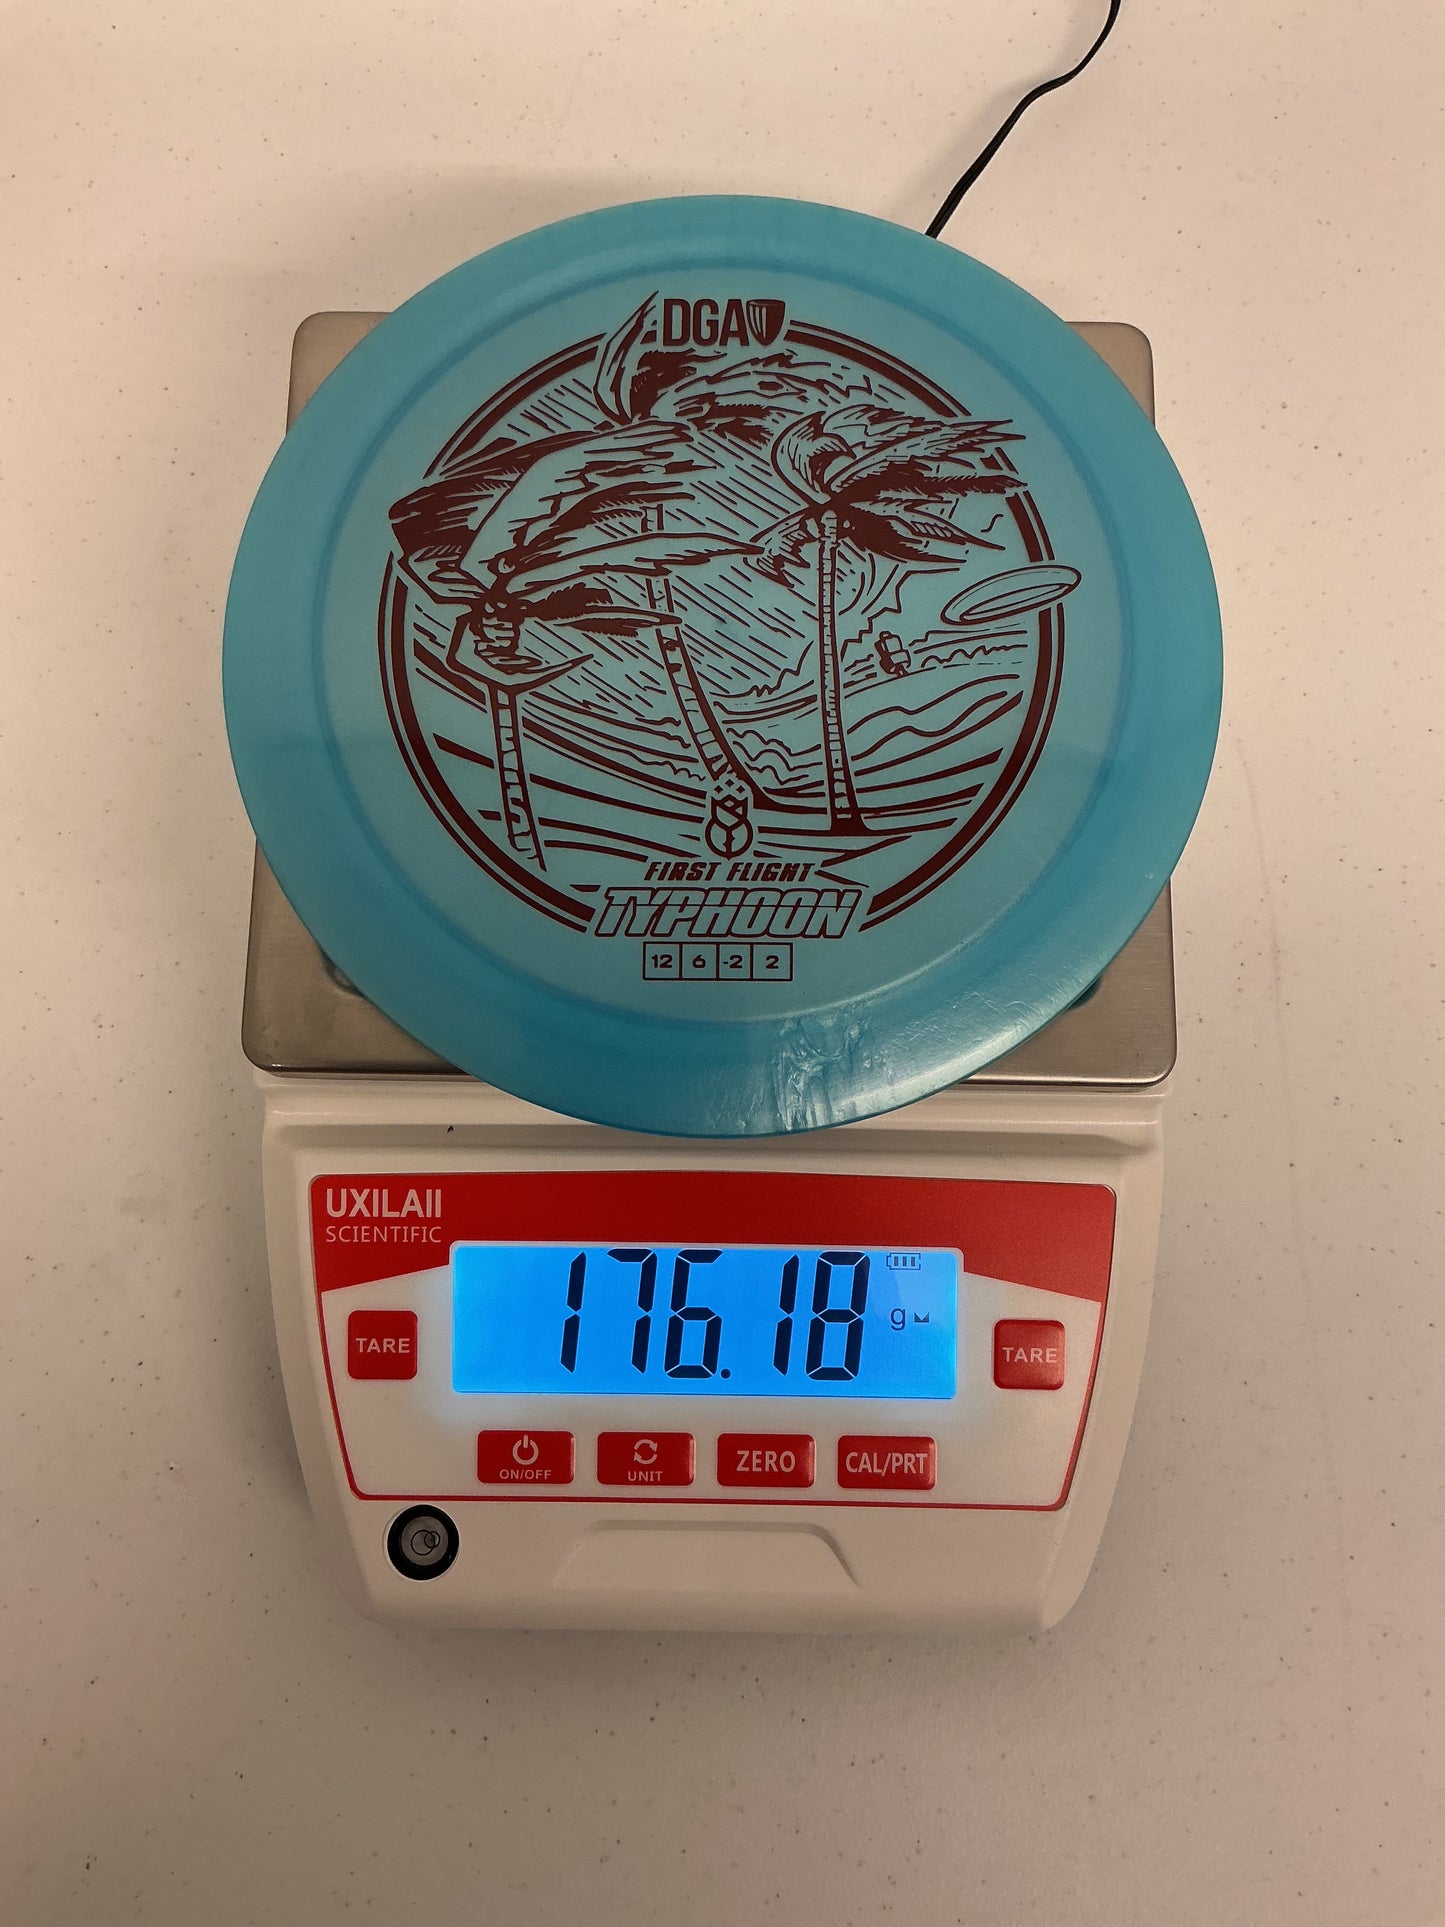 DGA
FIRST FLIGHT
TYPHOON
12 6 -2 2
UXILAII
SCIENTIFIC
176.18 g
TARE
TARE
ON/OFF
UNIT
ZERO
CAL/PRT